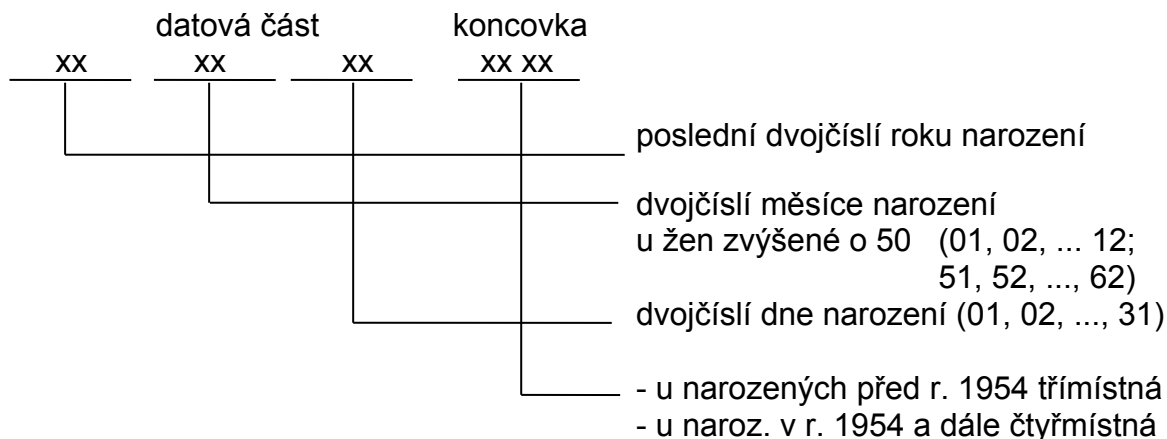 datová část koncovka
xx xx xx xx xx
poslední dvojčíslí roku narození
dvojčíslí měsíce narození
u žen zvýšené o 50 (01, 02, ... 12;
51, 52, ..., 62)
dvojčíslí dne narození (01, 02, ..., 31)
- u narozených před r. 1954 třímístná
- u naroz. v r. 1954 a dále čtyřmístná